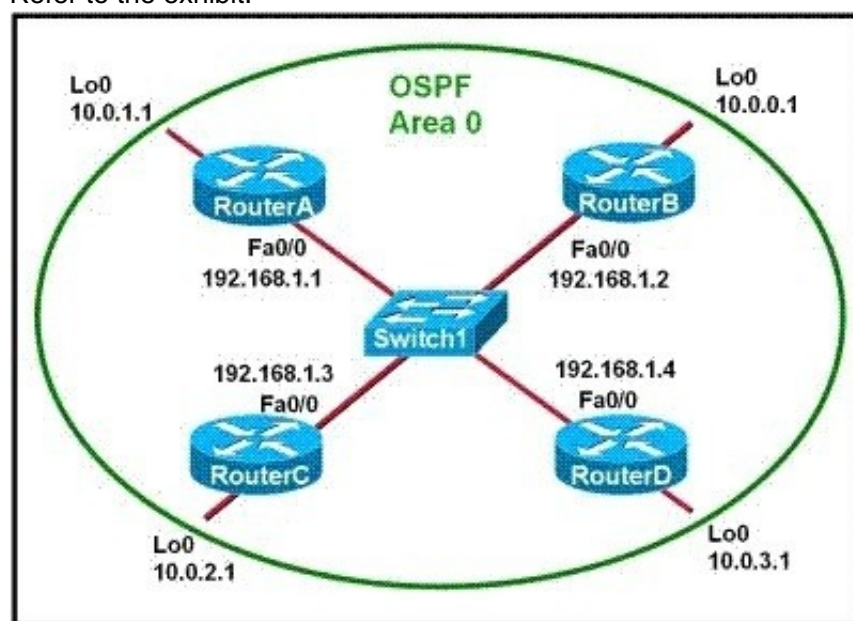 Refer to the exhibit.
Lo0
10.0.1.1
OSPF
Area 0
Lo0
10.0.0.1
RouterA
RouterB
Fa0/0
192.168.1.1
Fa0/0
192.168.1.2
Switch1
192.168.1.3
Fa0/0
192.168.1.4
Fa0/0
RouterC
RouterD
Lo0
10.0.2.1
Lo0
10.0.3.1